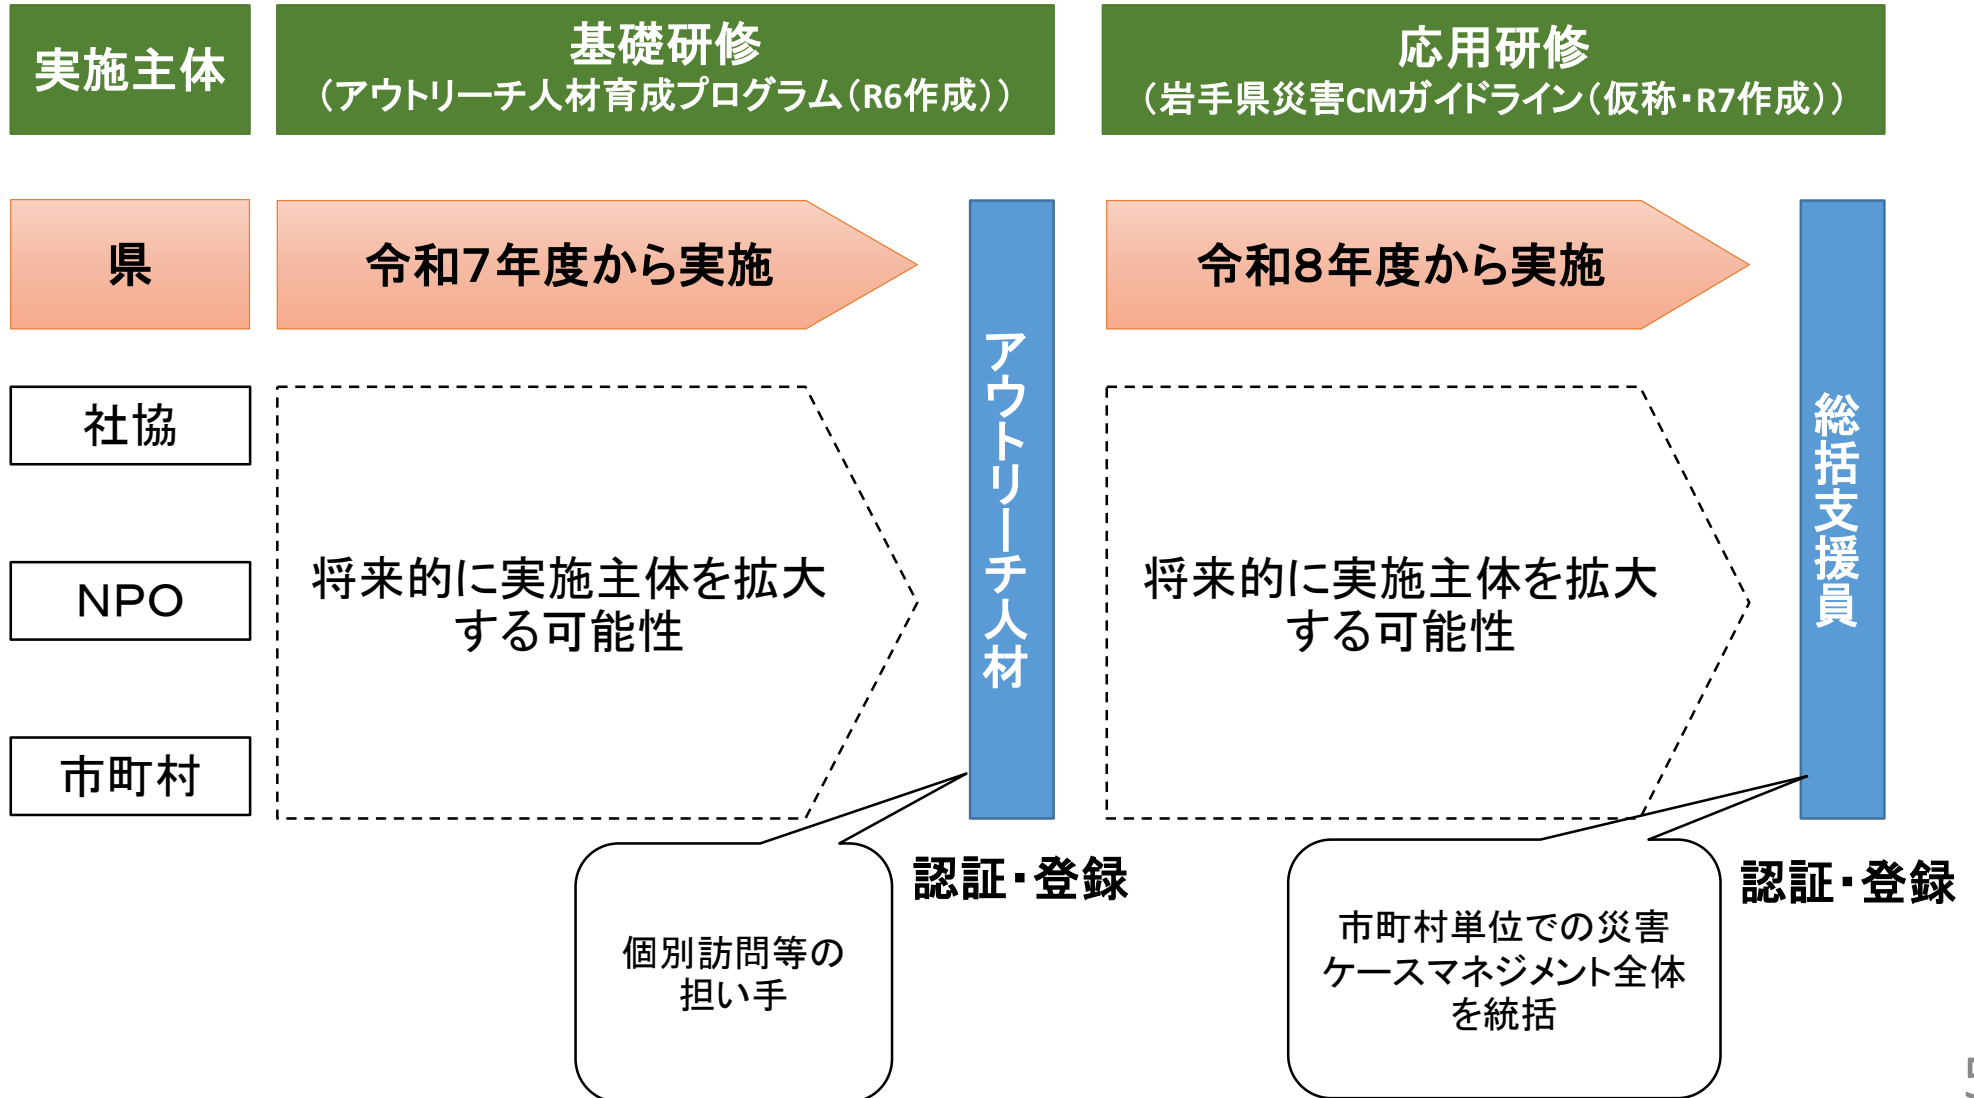 実施主体
基礎研修
（アウトリーチ人材育成プログラム（R6作成））
応用研修
（岩手県災害CMガイドライン（仮称・R7作成））
県
令和７年度から実施
令和８年度から実施
アウトリーチ人材
総括支援員
社協
NPO
市町村
将来的に実施主体を拡大
する可能性
将来的に実施主体を拡大
する可能性
認証・登録
認証・登録
個別訪問等の
担い手
市町村単位での災害
ケースマネジメント全体
を統括
5